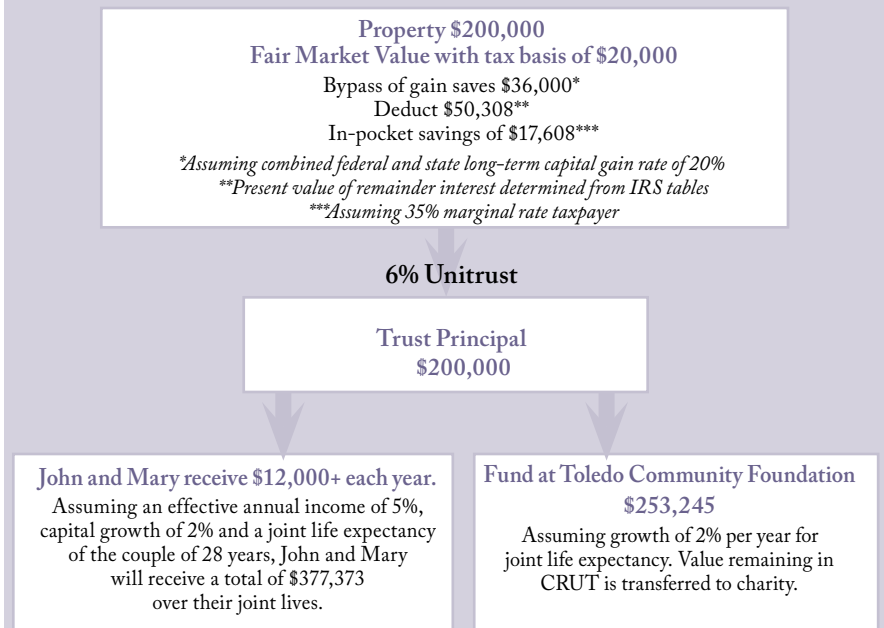 Property $200,000
Fair Market Value with tax basis of $20,000
Bypass of gain saves $36,000*
Deduct $50,308**
In-pocket savings of $17,608***
*Assuming combined federal and state long-term capital gain rate of 20%
**Present value of remainder interest determined from IRS tables
***Assuming 35% marginal rate taxpayer
6% Unitrust
Trust Principal
$200,000
John and Mary receive $12,000+ each year.
Assuming an effective annual income of 5%,
capital growth of 2% and a joint life expectancy
of the couple of 28 years, John and Mary
will receive a total of $377,373
over their joint lives.
Fund at Toledo Community Foundation
$253,245
Assuming growth of 2% per year for
joint life expectancy. Value remaining in
CRUT is transferred to charity.